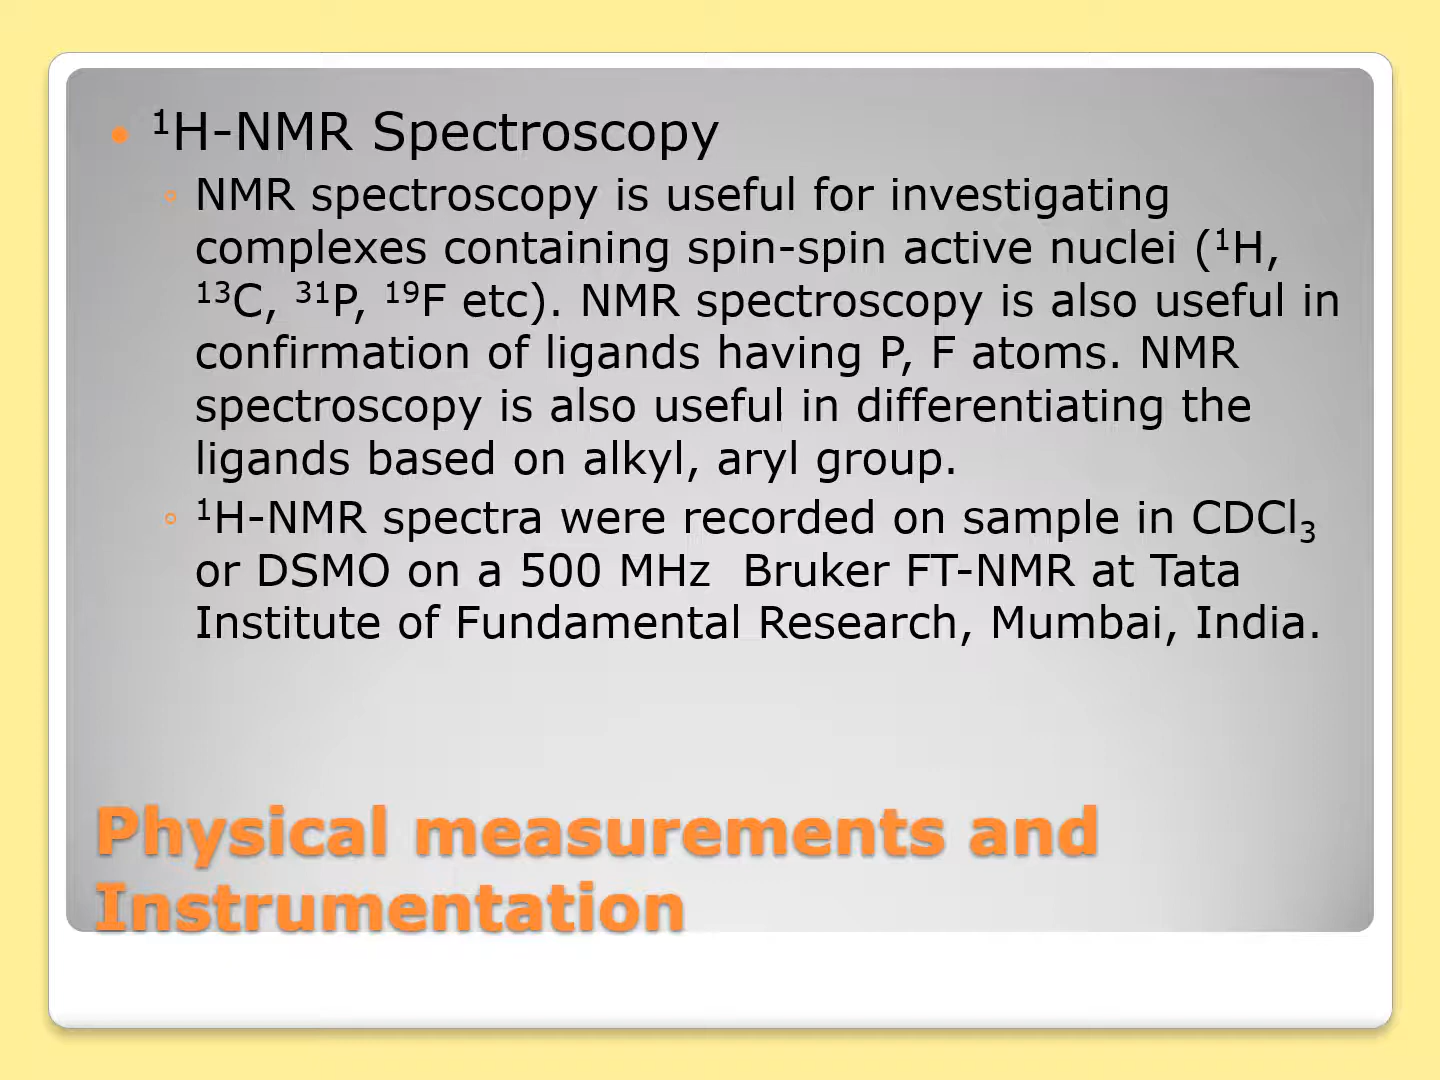 ¹H-NMR Spectroscopy
NMR spectroscopy is useful for investigating
complexes containing spin-spin active nuclei (¹H,
¹³C, ³¹P, ¹⁹F etc). NMR spectroscopy is also useful in
confirmation of ligands having P, F atoms. NMR
spectroscopy is also useful in differentiating the
ligands based on alkyl, aryl group.
¹H-NMR spectra were recorded on sample in CDCl₃
or DSMO on a 500 MHz  Bruker FT-NMR at Tata
Institute of Fundamental Research, Mumbai, India.
Physical measurements and
Instrumentation